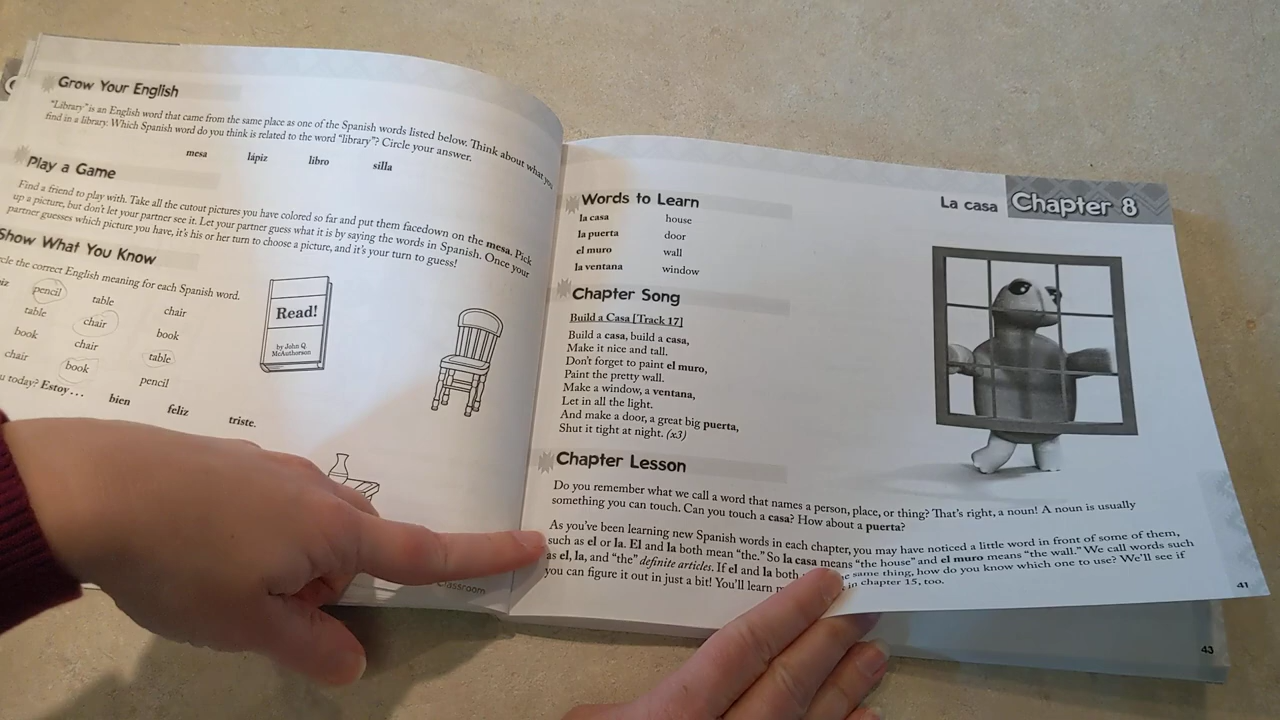 Grow Your English
"Library" is an English word that came from the same place as one of the Spanish words listed below. Think about what you
find in a library. Which Spanish word do you think is related to the word "library"? Circle your answer.
mesa lápiz libro silla
Play a Game
Find a friend to play with. Take all the cutout pictures you have colored so far and put them facedown on the mesa. Pick
up a picture, but don't let your partner see it. Let your partner guess what it is by saying the words in Spanish. Once your
partner guesses which picture you have, it's his or her turn to choose a picture, and it's your turn to guess!
Show What You Know
the correct English meaning for each Spanish word.
pencil table chair
table chair book
book chair table
chair book pencil
today? Estoy... bien feliz triste.
Read!
by John Q.
McAuthorson
Classroom
La casa Chapter 8
Words to Learn
la casa house
la puerta door
el muro wall
la ventana window
Chapter Song
Build a Casa [Track 17]
Build a casa, build a casa,
Make it nice and tall.
Don't forget to paint el muro,
Paint the pretty wall.
Make a window, a ventana,
Let in all the light.
And make a door, a great big puerta,
Shut it tight at night. (x3)
Chapter Lesson
Do you remember what we call a word that names a person, place, or thing? That's right, a noun! A noun is usually
something you can touch. Can you touch a casa? How about a puerta?
As you've been learning new Spanish words in each chapter, you may have noticed a little word in front of some of them,
such as el or la. El and la both mean "the." So la casa means "the house" and el muro means "the wall." We call words such
as el, la, and "the" definite articles. If el and la both same thing, how do you know which one to use? We'll see if
you can figure it out in just a bit! You'll learn in chapter 15, too.
41
43